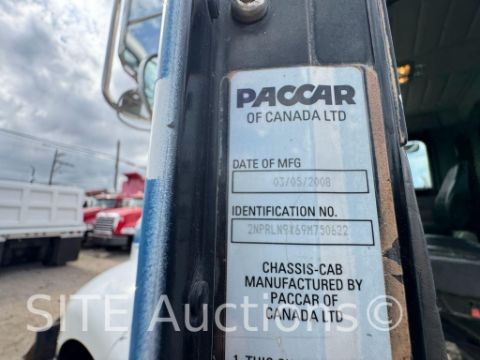 PACCAR
OF CANADA LTD
DATE OF MFG
03/05/2008
IDENTIFICATION NO.
2NPRLN9X69M750622
CHASSIS-CAB
MANUFACTURED BY
PACCAR OF
CANADA LTD
SITE Auctions®